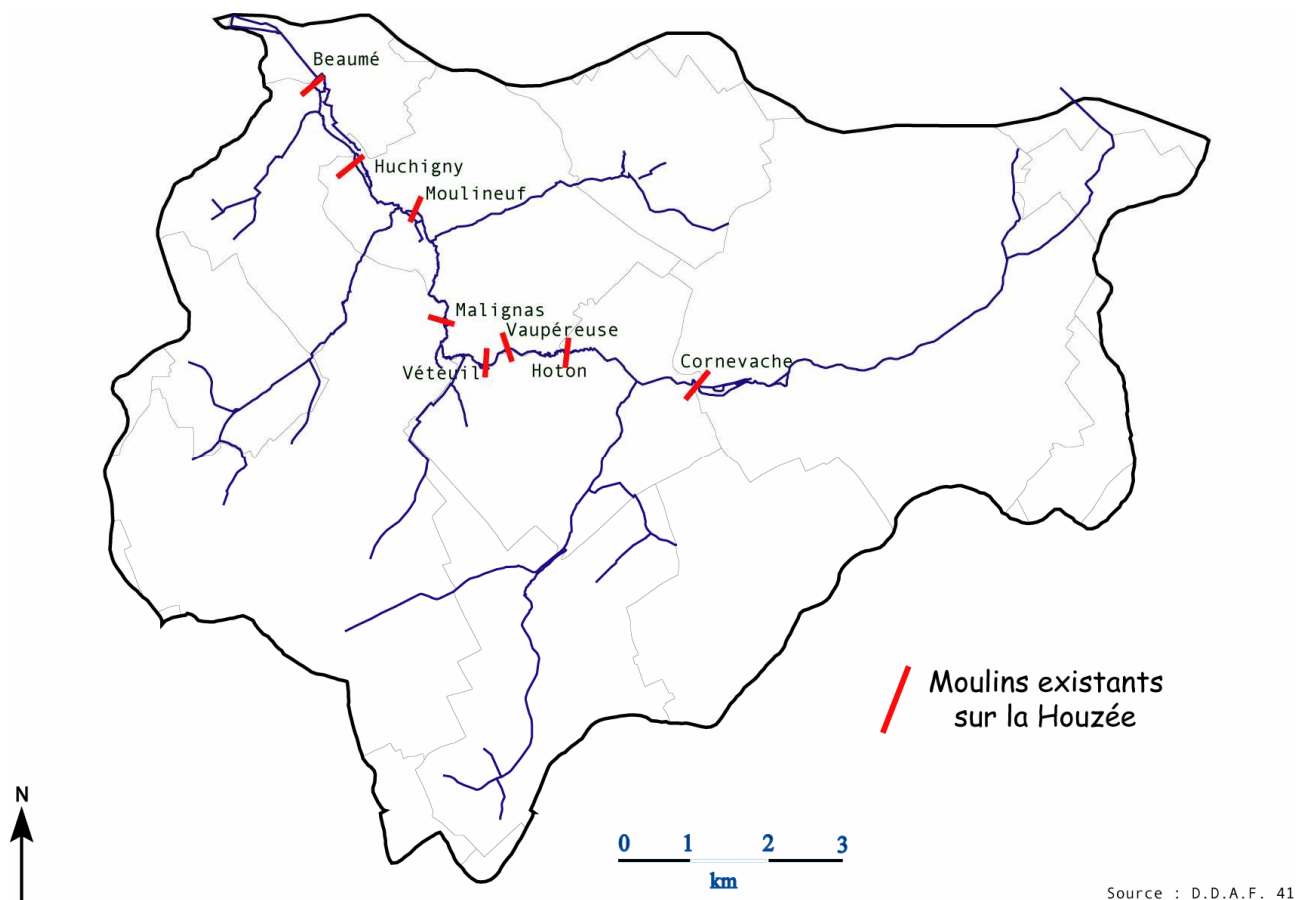 Beaumé
Huchigny
Moulineuf
Malignas
Vaupéreuse
Véteuil
Hoton
Cornevache
Moulins existants
sur la Houzée
N
0 1 2 3
km
Source : D.D.A.F. 41